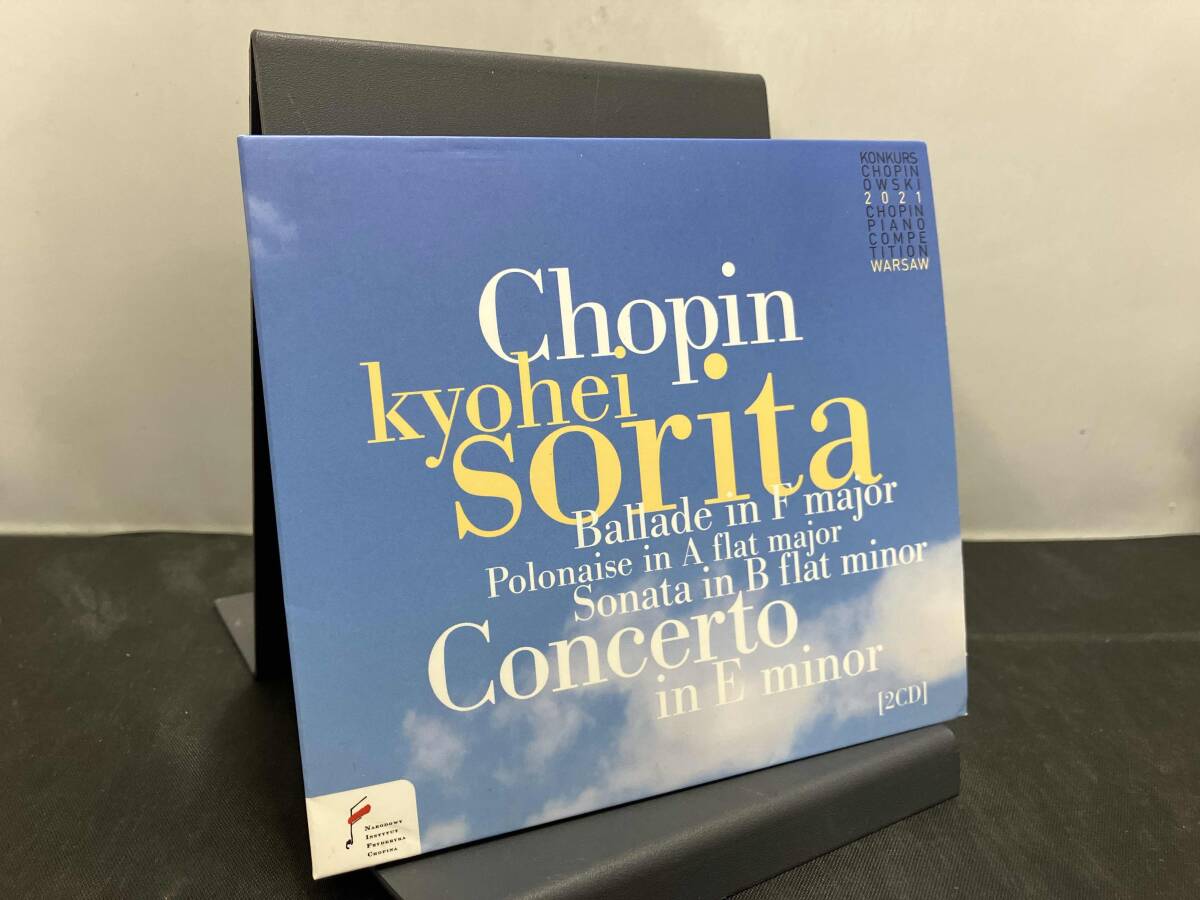 KONKURS
CHOPIN
OWSKI
2021
CHOPIN
PIANO
COMPE
TITION
WARSAW
Chopin
kyohei
sorita
Ballade in F major
Polonaise in A flat major
Sonata in B flat minor
Concerto
in E minor
[2CD]
NARODOWY
INSTYTUT
FRYDERYKA
CHOPINA